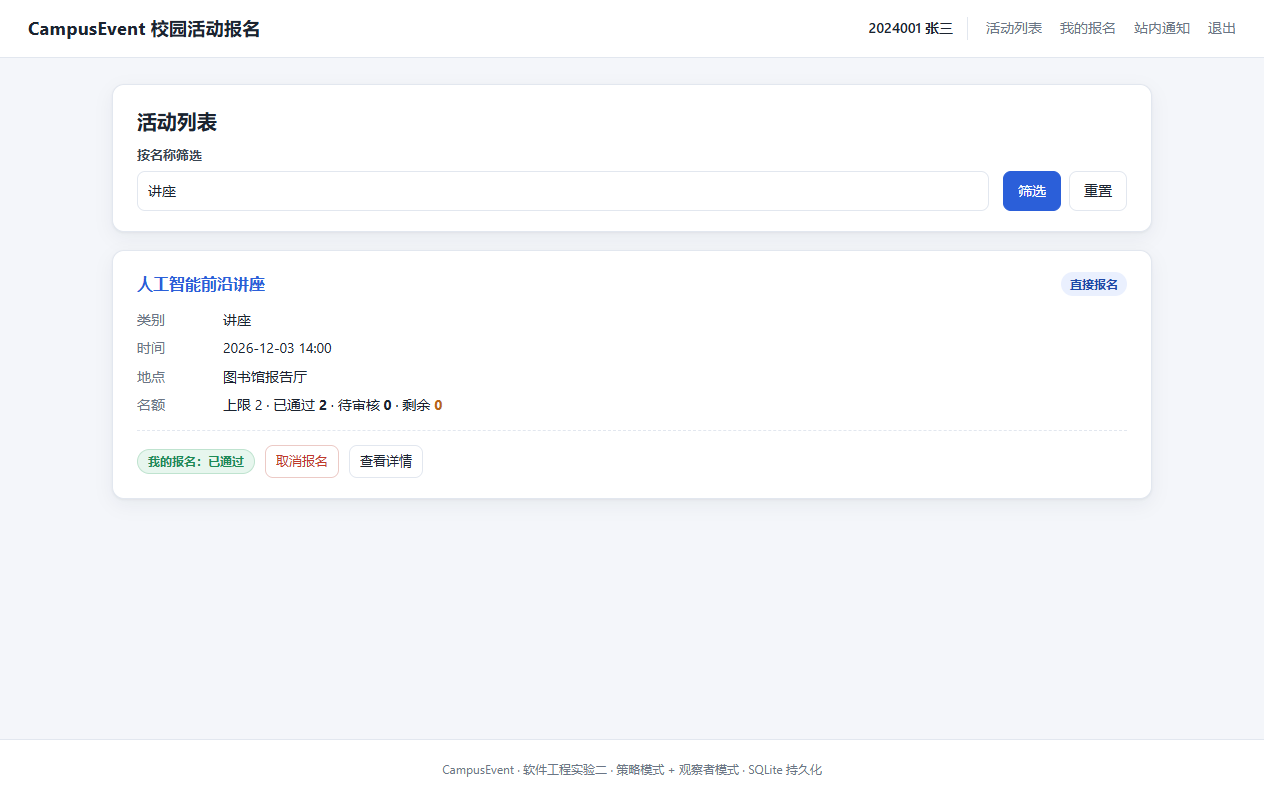 CampusEvent 校园活动报名
2024001 张三 活动列表 我的报名 站内通知 退出
活动列表
按名称筛选
讲座 筛选 重置
人工智能前沿讲座 直接报名
类别 讲座
时间 2026-12-03 14:00
地点 图书馆报告厅
名额 上限 2 · 已通过 2 · 待审核 0 · 剩余 0
我的报名：已通过 取消报名 查看详情
CampusEvent · 软件工程实验二 · 策略模式 + 观察者模式 · SQLite 持久化